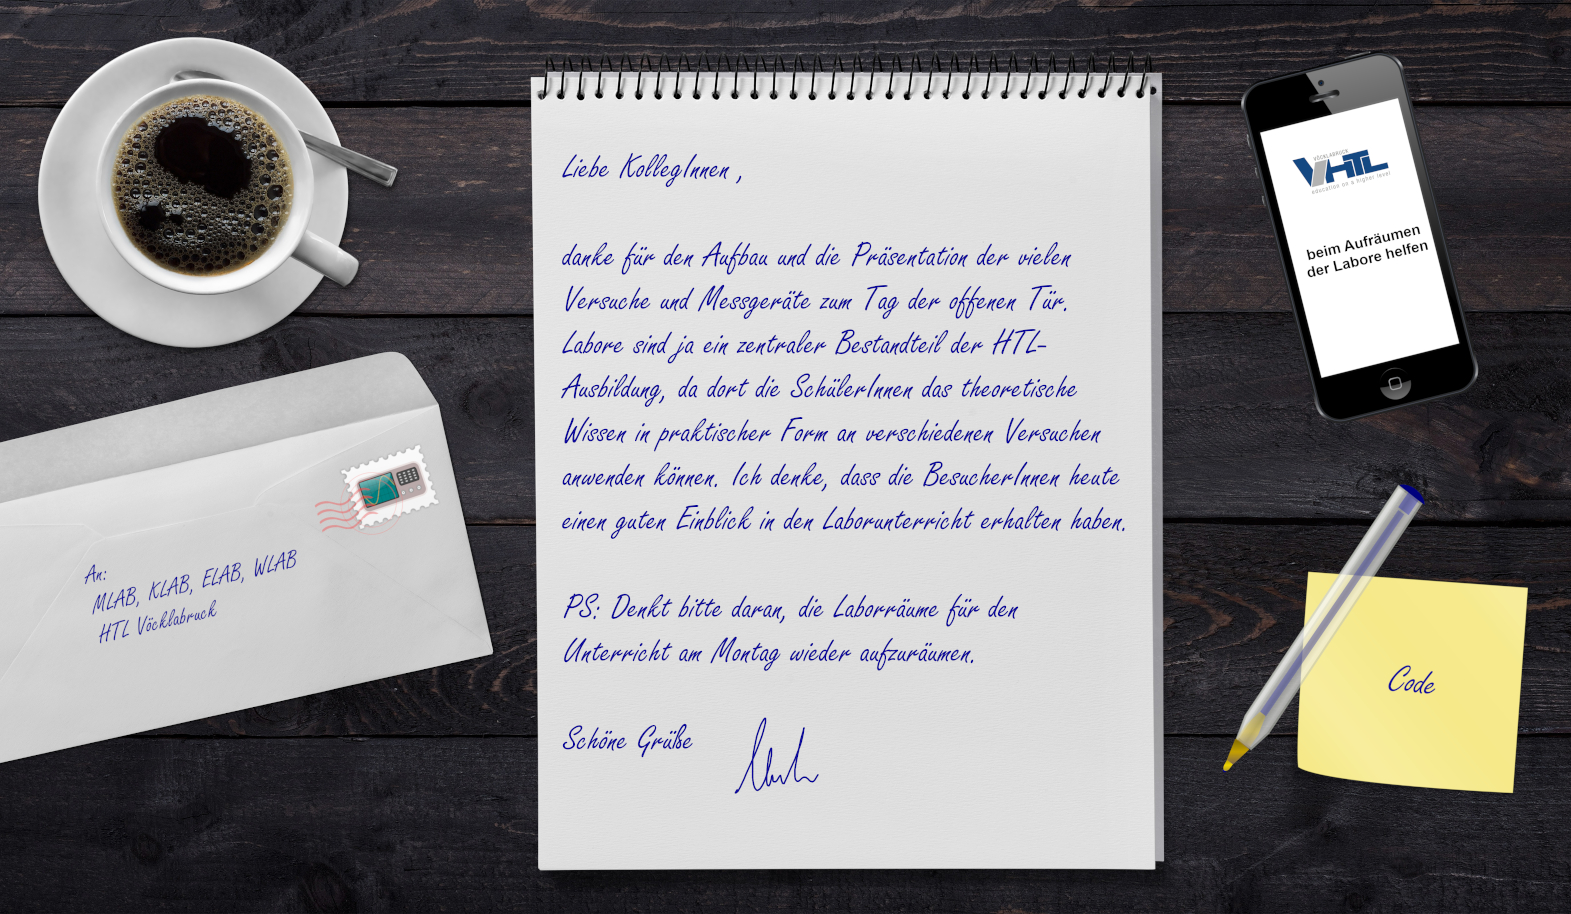 Liebe KollegInnen ,
danke für den Aufbau und die Präsentation der vielen
Versuche und Messgeräte zum Tag der offenen Tür.
Labore sind ja ein zentraler Bestandteil der HTL-
Ausbildung, da dort die SchülerInnen das theoretische
Wissen in praktischer Form an verschiedenen Versuchen
anwenden können. Ich denke, dass die BesucherInnen heute
einen guten Einblick in den Laborunterricht erhalten haben.
PS: Denkt bitte daran, die Laborräume für den
Unterricht am Montag wieder aufzuräumen.
Schöne Grüße
An:
MLAB, KLAB, ELAB, WLAB
HTL Vöcklabruck
VÖCKLABRUCK
VHTL
education on a higher level
beim Aufräumen
der Labore helfen
Code